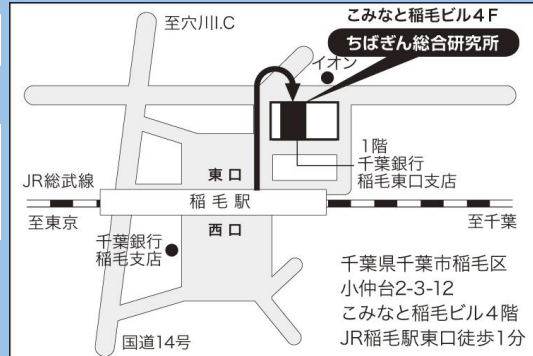 至穴川I.C
こみなと稲毛ビル4F
ちばぎん総合研究所
イオン
1階
千葉銀行
稲毛東口支店
JR総武線
東口
稲毛駅
西口
至東京
至千葉
千葉銀行
稲毛支店
国道14号
千葉県千葉市稲毛区
小仲台2-3-12
こみなと稲毛ビル4階
JR稲毛駅東口徒歩1分